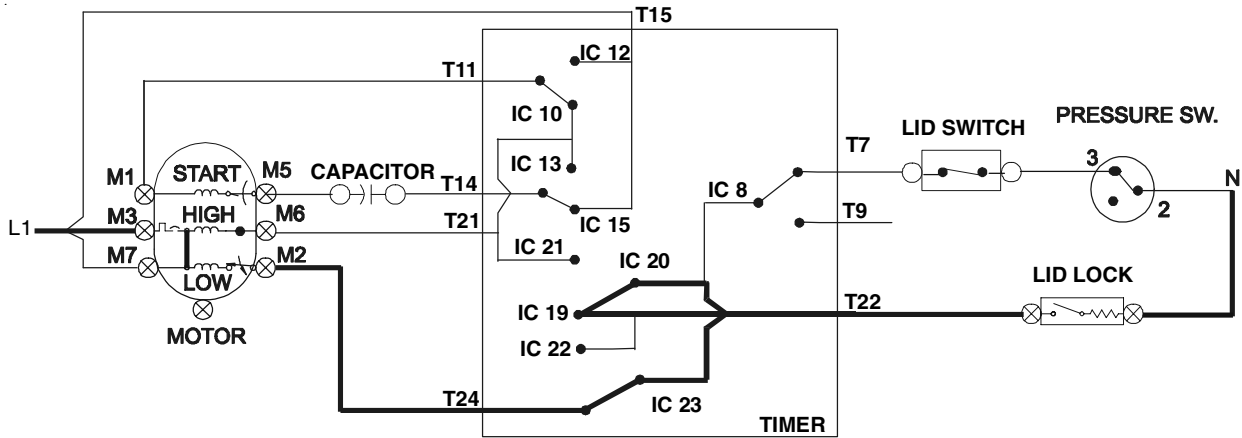 T15
IC 12
T11
IC 10
PRESSURE SW.
LID SWITCH
T7
3
START
M1
M5
CAPACITOR
IC 13
T14
IC 8
N
2
L1
M3
HIGH
M6
T21
IC 15
T9
M7
LOW
M2
IC 21
IC 20
LID LOCK
MOTOR
IC 19
T22
IC 22
T24
IC 23
TIMER